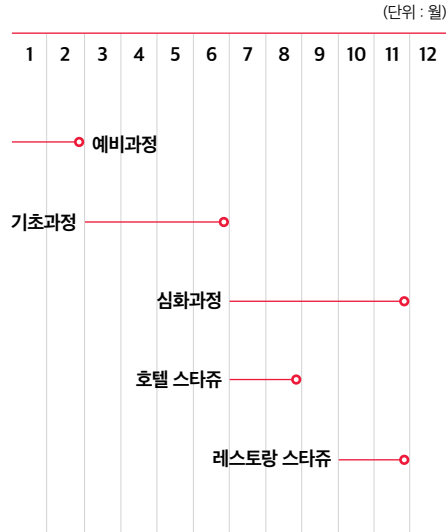 (단위 : 월)
1 2 3 4 5 6 7 8 9 10 11 12
예비과정
기초과정
심화과정
호텔 스타쥬
레스토랑 스타쥬